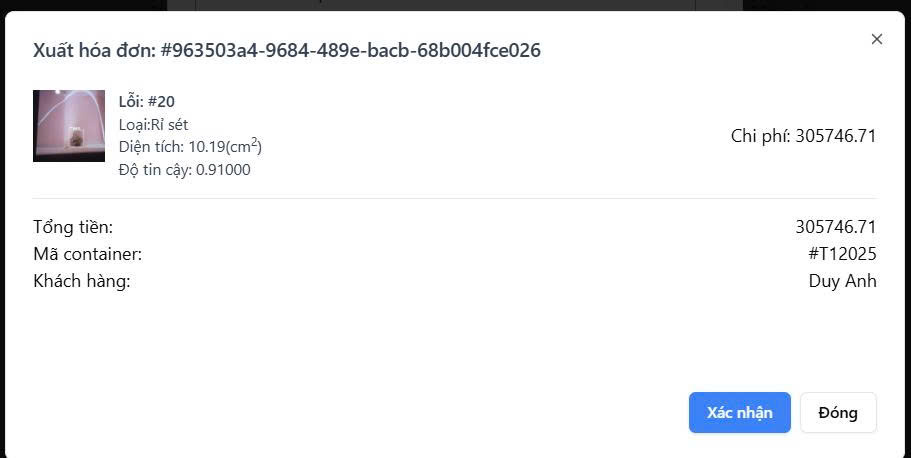 Xuất hóa đơn: #963503a4-9684-489e-bacb-68b004fce026
Lỗi: #20
Loại:Rỉ sét
Diện tích: 10.19(cm²)
Độ tin cậy: 0.91000
Chi phí: 305746.71
Tổng tiền: 305746.71
Mã container: #T12025
Khách hàng: Duy Anh
Xác nhận Đóng